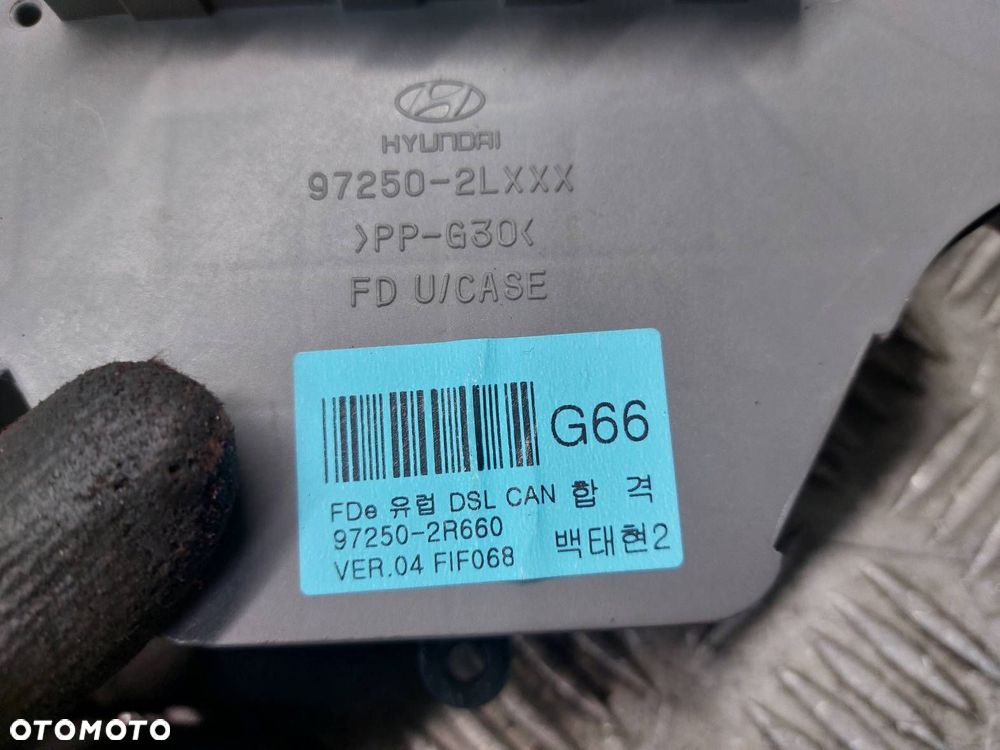 HYUNDAI
97250-2LXXX
>PP-G30<
FD U/CASE
G66
FDe 유럽 DSL CAN 합 격
97250-2R660
백태현2
VER.04 FIF068
OTOMOTO